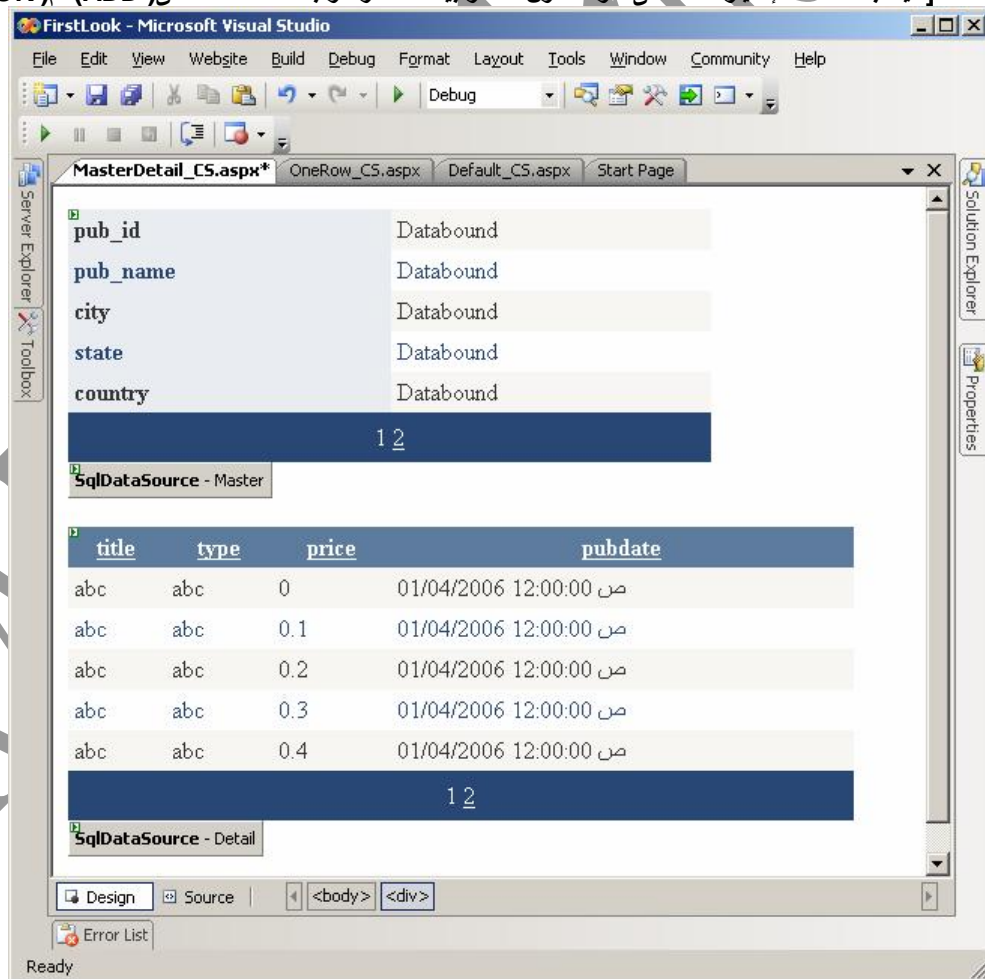 FirstLook - Microsoft Visual Studio
File Edit View Website Build Debug Format Layout Tools Window Community Help
Debug
MasterDetail_CS.aspx* OneRow_CS.aspx Default_CS.aspx Start Page
Server Explorer
Toolbox
Solution Explorer
Properties
pub_id Databound
pub_name Databound
city Databound
state Databound
country Databound
1 2
SqlDataSource - Master
title type price pubdate
abc abc 0 01/04/2006 12:00:00 ص
abc abc 0.1 01/04/2006 12:00:00 ص
abc abc 0.2 01/04/2006 12:00:00 ص
abc abc 0.3 01/04/2006 12:00:00 ص
abc abc 0.4 01/04/2006 12:00:00 ص
1 2
SqlDataSource - Detail
Design Source <body> <div>
Error List
Ready